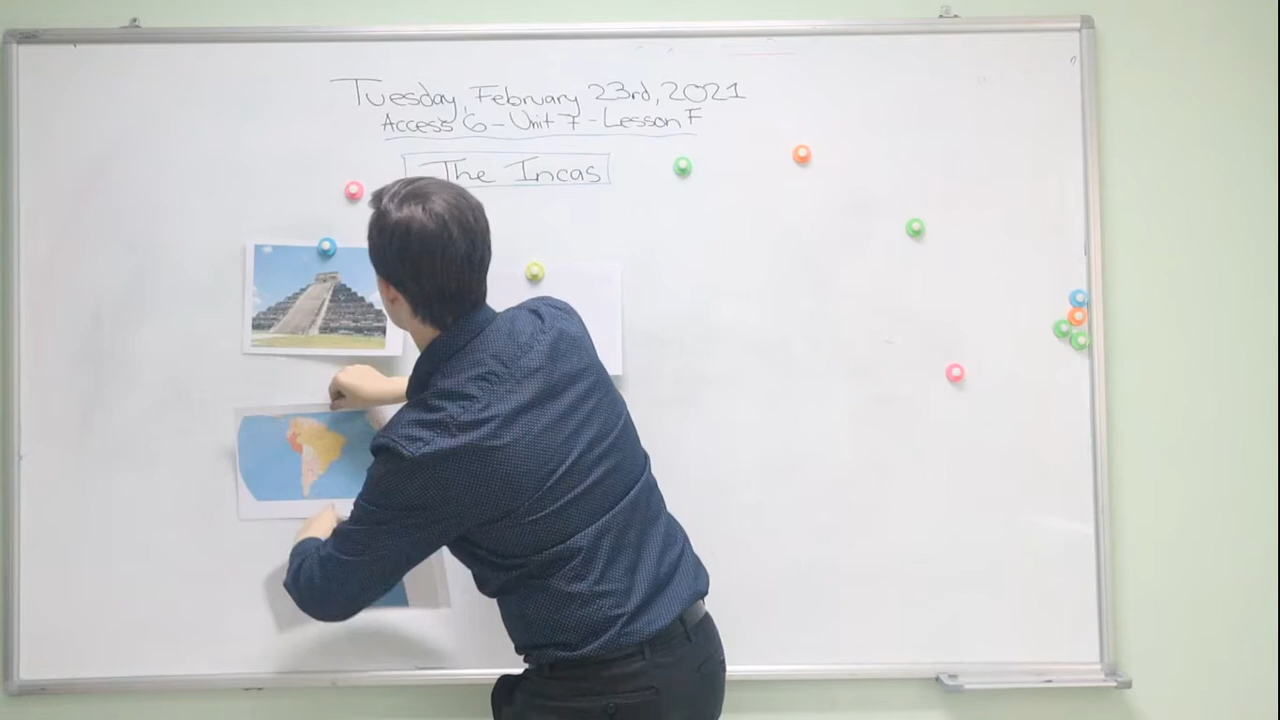 Tuesday, February 23rd, 2021
Access 6 - Unit 7 - Lesson F
The Incas